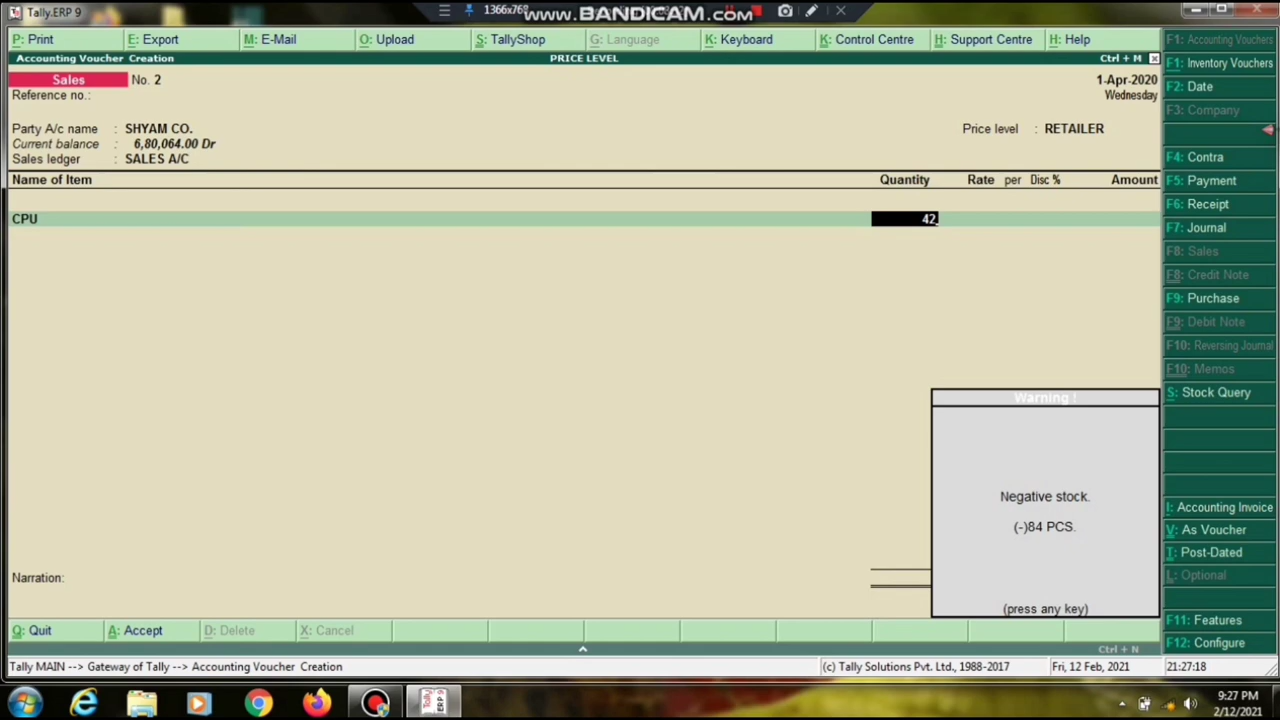 Tally.ERP 9
1366x768
www.BANDICAM.com
P: Print
E: Export
M: E-Mail
O: Upload
S: TallyShop
G: Language
K: Keyboard
K: Control Centre
H: Support Centre
H: Help
Accounting Voucher Creation
PRICE LEVEL
Ctrl + M
Sales No. 2
1-Apr-2020
Reference no.:
Wednesday
Party A/c name : SHYAM CO.
Price level : RETAILER
Current balance : 6,80,064.00 Dr
Sales ledger : SALES A/C
Name of Item Quantity Rate per Disc % Amount
CPU 42
Warning !
Negative stock.
(-)84 PCS.
(press any key)
Narration:
F1: Accounting Vouchers
F1: Inventory Vouchers
F2: Date
F3: Company
F4: Contra
F5: Payment
F6: Receipt
F7: Journal
F8: Sales
F8: Credit Note
F9: Purchase
F9: Debit Note
F10: Reversing Journal
F10: Memos
S: Stock Query
I: Accounting Invoice
V: As Voucher
T: Post-Dated
L: Optional
F11: Features
F12: Configure
Q: Quit
A: Accept
D: Delete
X: Cancel
Ctrl + N
Tally MAIN --> Gateway of Tally --> Accounting Voucher Creation
(c) Tally Solutions Pvt. Ltd., 1988-2017
Fri, 12 Feb, 2021
21:27:18
9:27 PM
2/12/2021